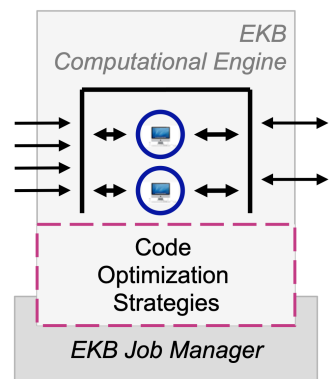 EKB
Computational Engine
Code
Optimization
Strategies
EKB Job Manager